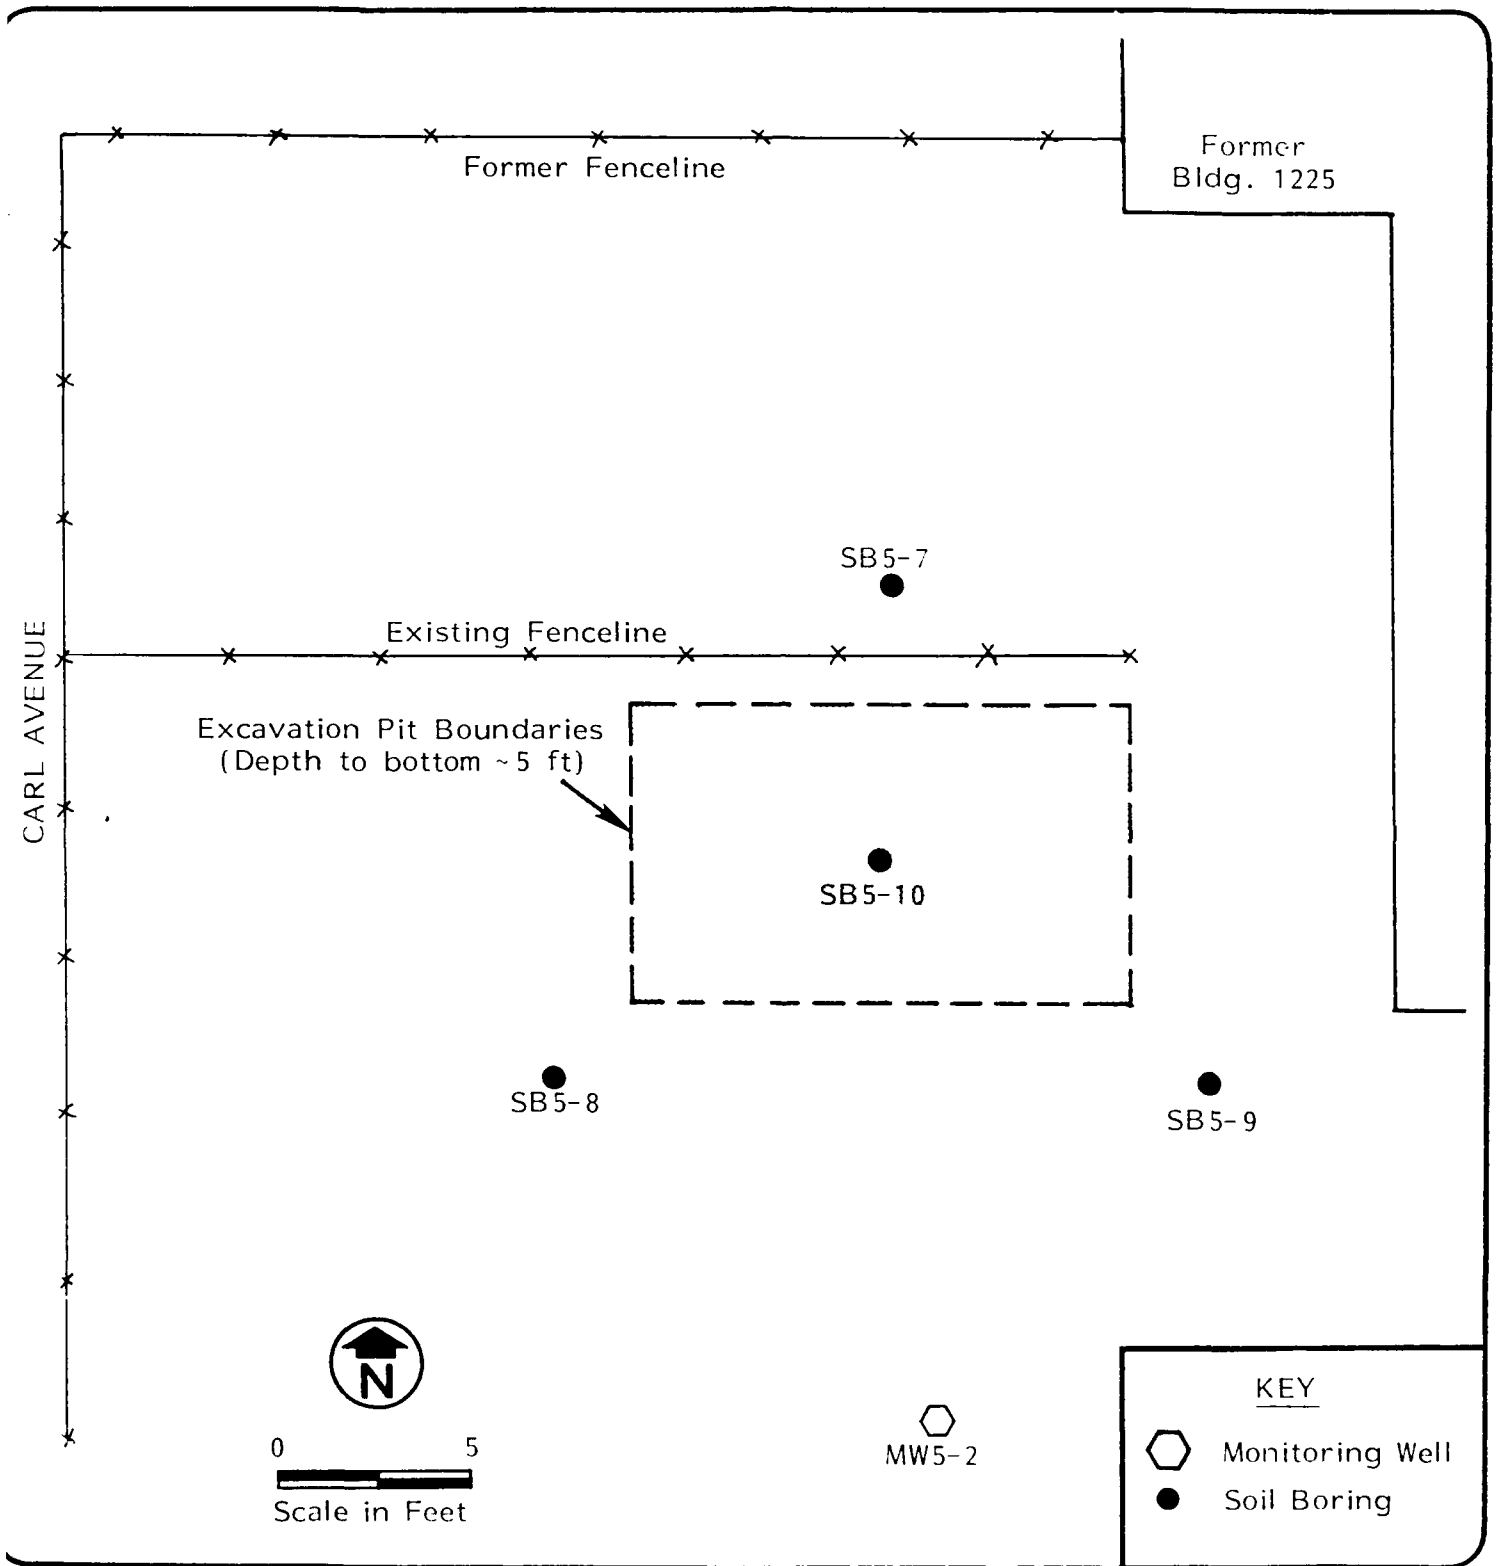 Former Fenceline
Former
Bldg. 1225
SB5-7
Existing Fenceline
CARL AVENUE
Excavation Pit Boundaries
(Depth to bottom ~5 ft)
SB5-10
SB5-8
SB5-9
N
0 5
Scale in Feet
MW5-2
KEY
Monitoring Well
Soil Boring